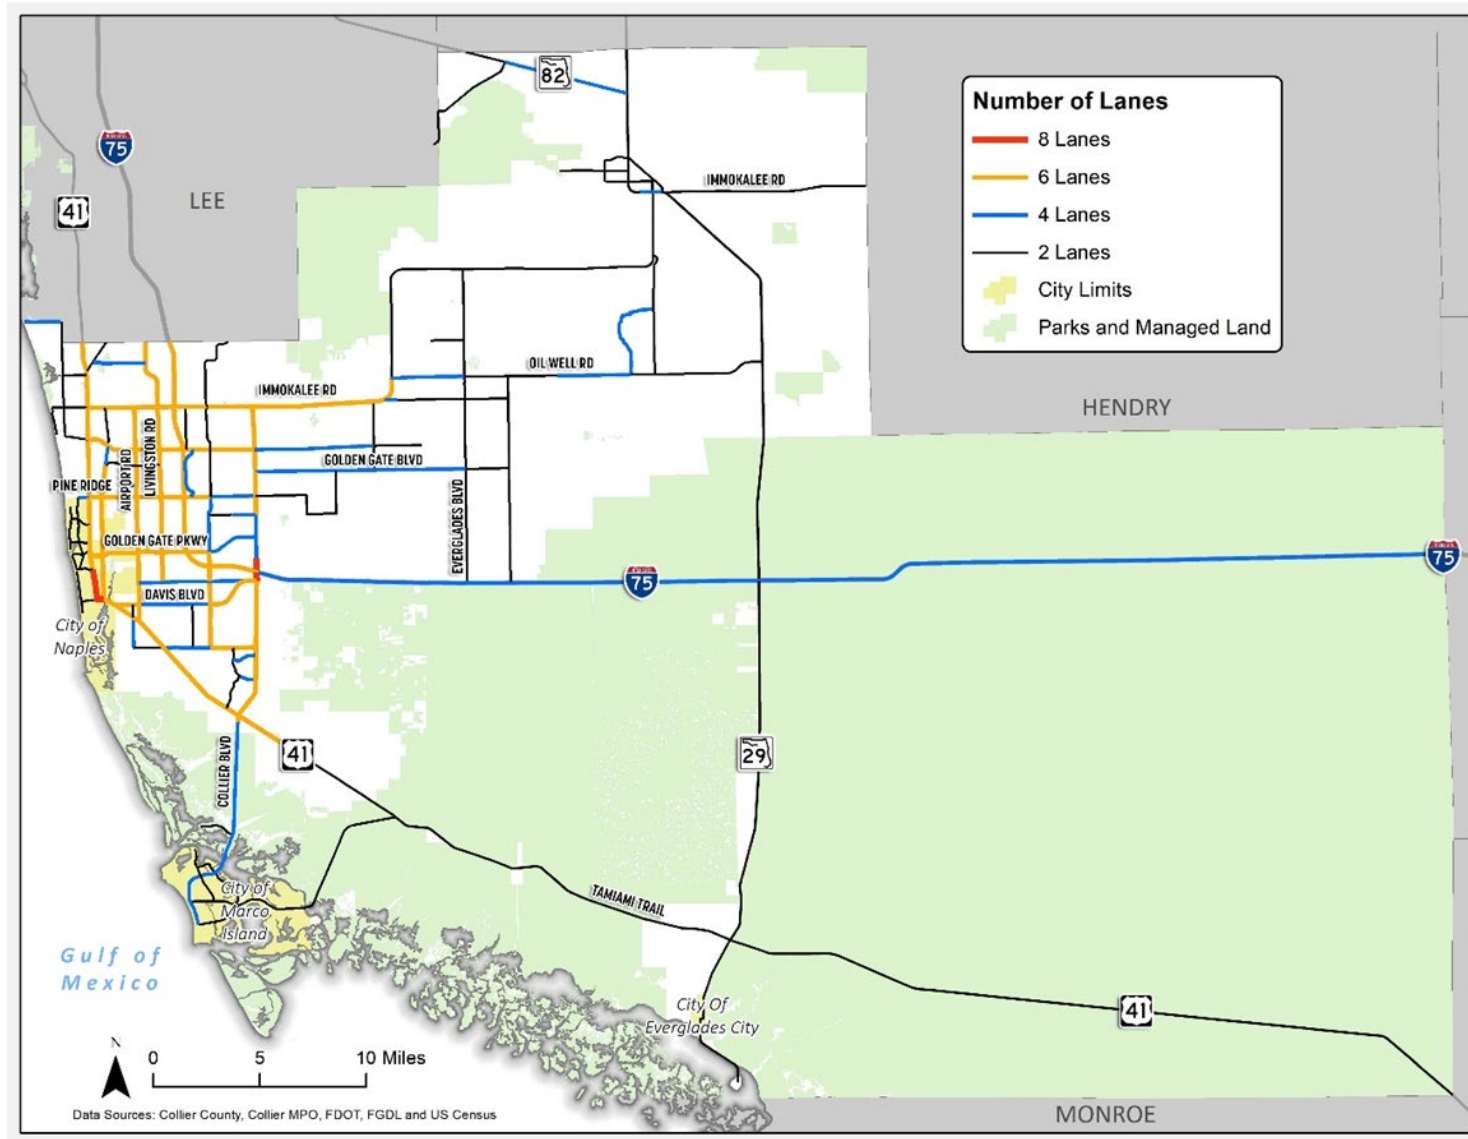 82
75
LEE
41
IMMOKALEE RD
Number of Lanes
8 Lanes
6 Lanes
4 Lanes
2 Lanes
City Limits
Parks and Managed Land
OIL WELL RD
IMMOKALEE RD
HENDRY
AIRPORT RD
LIVINGSTON RD
GOLDEN GATE BLVD
PINE RIDGE
EVERGLADES BLVD
GOLDEN GATE PKWY
75
75
DAVIS BLVD
City of
Naples
41
29
COLLIER BLVD
City of
Marco
Island
TAMIAMI TRAIL
Gulf of
Mexico
City Of
Everglades City
41
N
0 5 10 Miles
Data Sources: Collier County, Collier MPO, FDOT, FGDL and US Census
MONROE